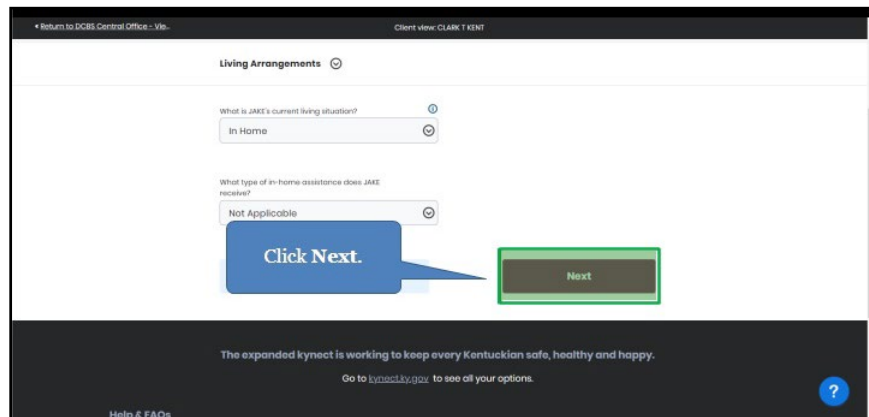 Return to DCBS Central Office - Vie... Client view: CLARK T KENT
Living Arrangements
What is JAKE's current living situation?
In Home
What type of in-home assistance does JAKE
receive?
Not Applicable
Click Next.
Next
The expanded kynect is working to keep every Kentuckian safe, healthy and happy.
Go to kynect.ky.gov to see all your options.
?
Help & FAQs